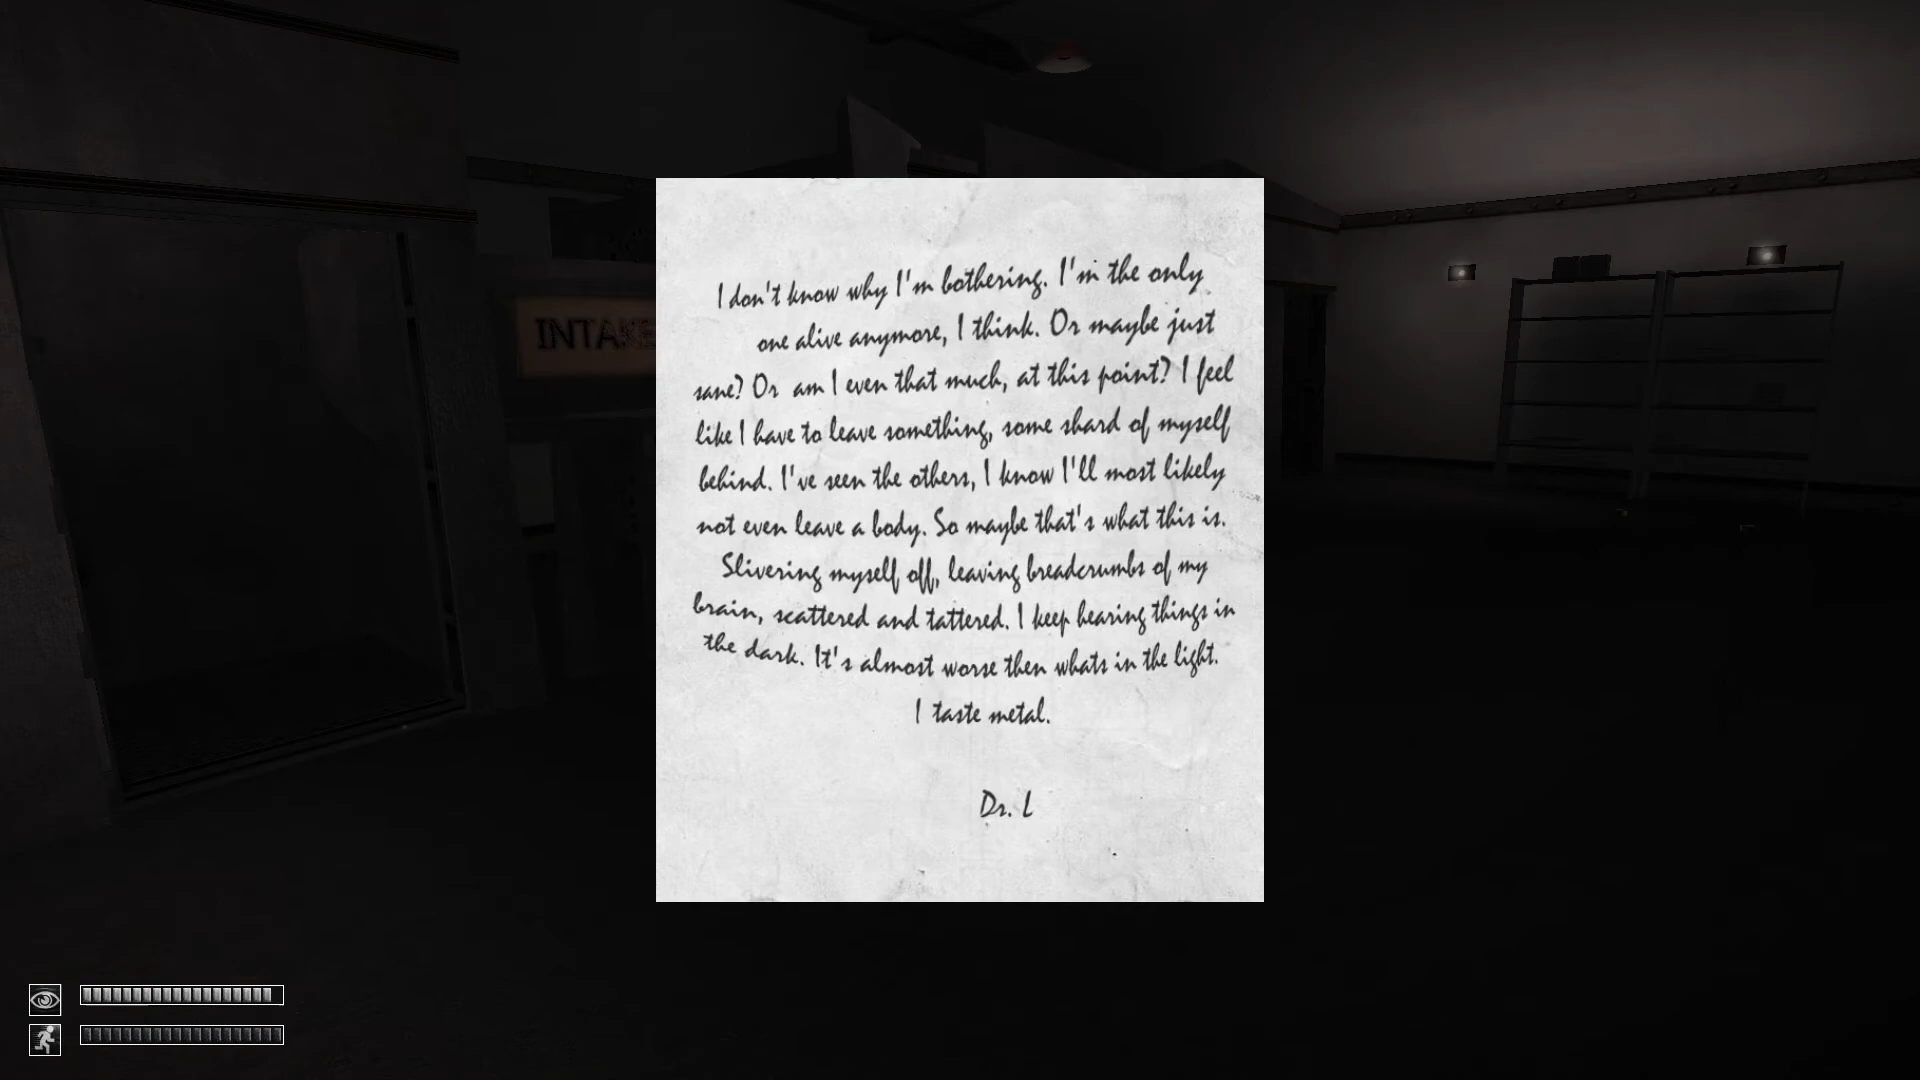 INTAKE
I don't know why I'm bothering. I'm the only
one alive anymore, I think. Or maybe just
sane? Or am I even that much, at this point? I feel
like I have to leave something, some shard of myself
behind. I've seen the others, I know I'll most likely
not even leave a body. So maybe that's what this is.
Slivering myself off, leaving breadcrumbs of my
brain, scattered and tattered. I keep hearing things in
the dark. It's almost worse then whats in the light.
I taste metal.
Dr. L